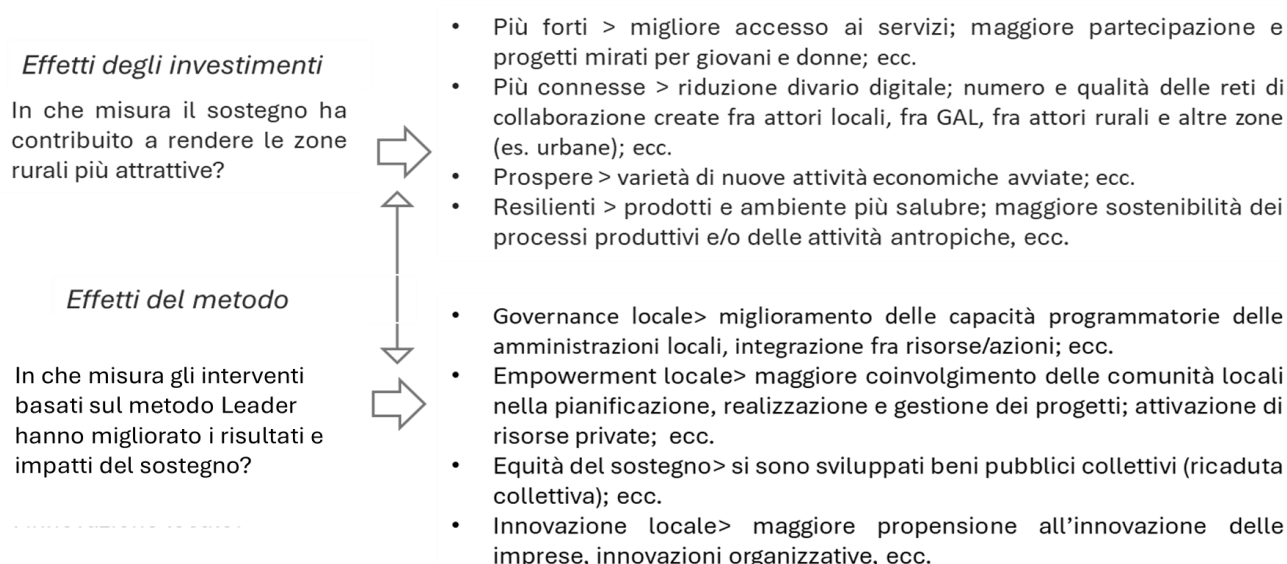 Effetti degli investimenti
In che misura il sostegno ha
contribuito a rendere le zone
rurali più attrattive?
• Più forti > migliore accesso ai servizi; maggiore partecipazione e
progetti mirati per giovani e donne; ecc.
• Più connesse > riduzione divario digitale; numero e qualità delle reti di
collaborazione create fra attori locali, fra GAL, fra attori rurali e altre zone
(es. urbane); ecc.
• Prospere > varietà di nuove attività economiche avviate; ecc.
• Resilienti > prodotti e ambiente più salubre; maggiore sostenibilità dei
processi produttivi e/o delle attività antropiche, ecc.
Effetti del metodo
In che misura gli interventi
basati sul metodo Leader
hanno migliorato i risultati e
impatti del sostegno?
• Governance locale> miglioramento delle capacità programmatorie delle
amministrazioni locali, integrazione fra risorse/azioni; ecc.
• Empowerment locale> maggiore coinvolgimento delle comunità locali
nella pianificazione, realizzazione e gestione dei progetti; attivazione di
risorse private; ecc.
• Equità del sostegno> si sono sviluppati beni pubblici collettivi (ricaduta
collettiva); ecc.
• Innovazione locale> maggiore propensione all'innovazione delle
imprese, innovazioni organizzative, ecc.